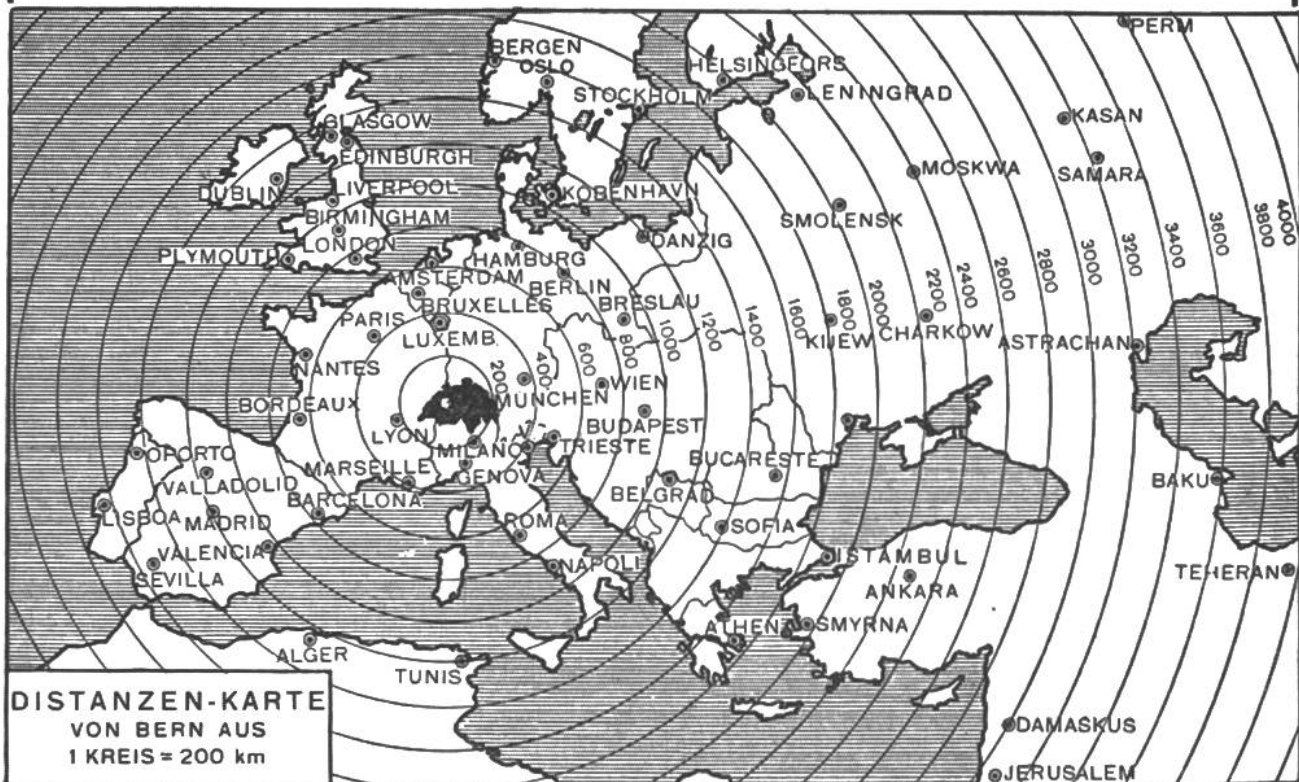 PERM
BERGEN
OSLO
HELSINGFORS
STOCKHOLM
LENINGRAD
KASAN
GLASGOW
EDINBURGH
MOSKWA
SAMARA
DUBLIN
LIVERPOOL
KÖBENHAVN
BIRMINGHAM
SMOLENSK
LONDON
DANZIG
PLYMOUTH
HAMBURG
AMSTERDAM
BERLIN
BRUXELLES
BRESLAU
PARIS
LUXEMB.
KIJEW
CHARKOW
ASTRACHAN
NANTES
MÜNCHEN
WIEN
BORDEAUX
BUDAPEST
LYON
MILANO
TRIESTE
OPORTO
MARSEILLE
GENOVA
BUCARESTE
VALLADOLID
BARCELONA
BELGRAD
BAKU
LISBOA
MADRID
ROMA
SOFIA
VALENCIA
SEVILLA
NAPOLI
ISTAMBUL
TEHERAN
ANKARA
ATHEN
SMYRNA
ALGER
TUNIS
DAMASKUS
JERUSALEM
200
400
600
800
1000
1200
1400
1600
1800
2000
2200
2400
2600
2800
3000
3200
3400
3600
3800
4000
DISTANZEN-KARTE
VON BERN AUS
1 KREIS = 200 km